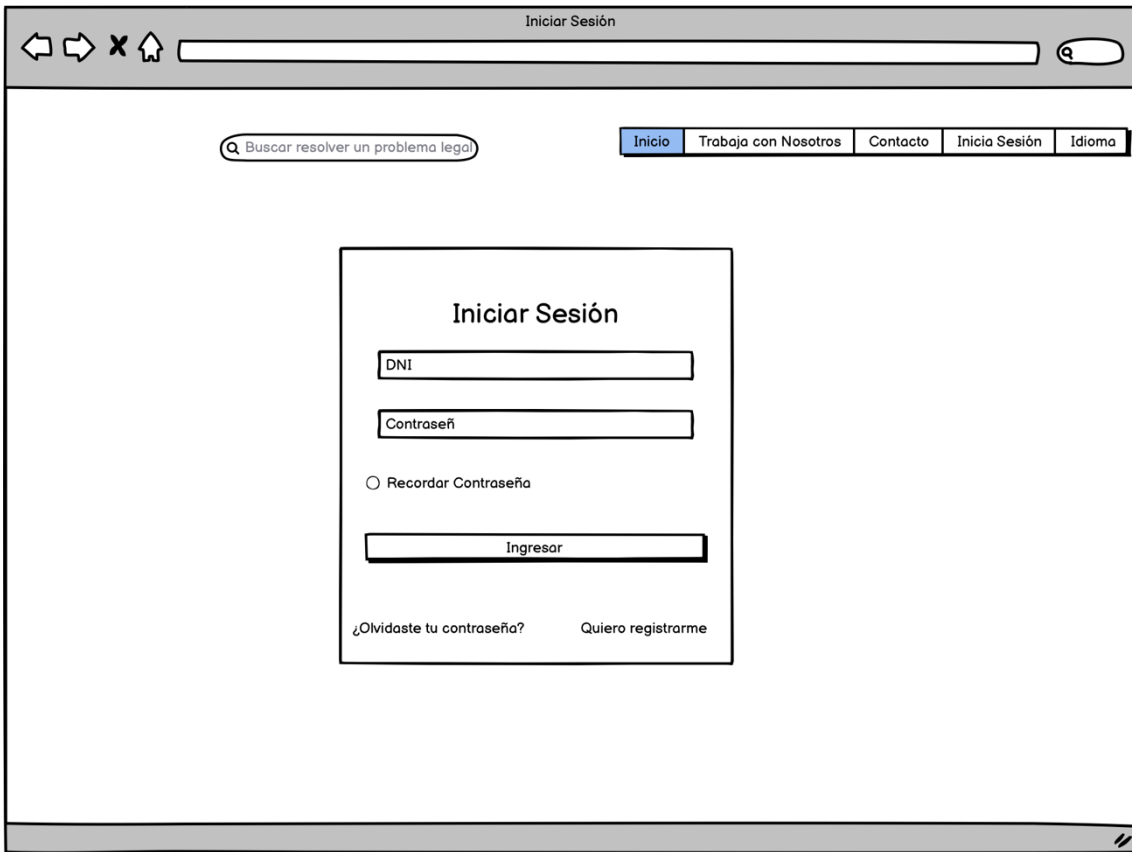 Iniciar Sesión
Buscar resolver un problema legal
Inicio Trabaja con Nosotros Contacto Inicia Sesión Idioma
Iniciar Sesión
DNI
Contraseñ
Recordar Contraseña
Ingresar
¿Olvidaste tu contraseña? Quiero registrarme